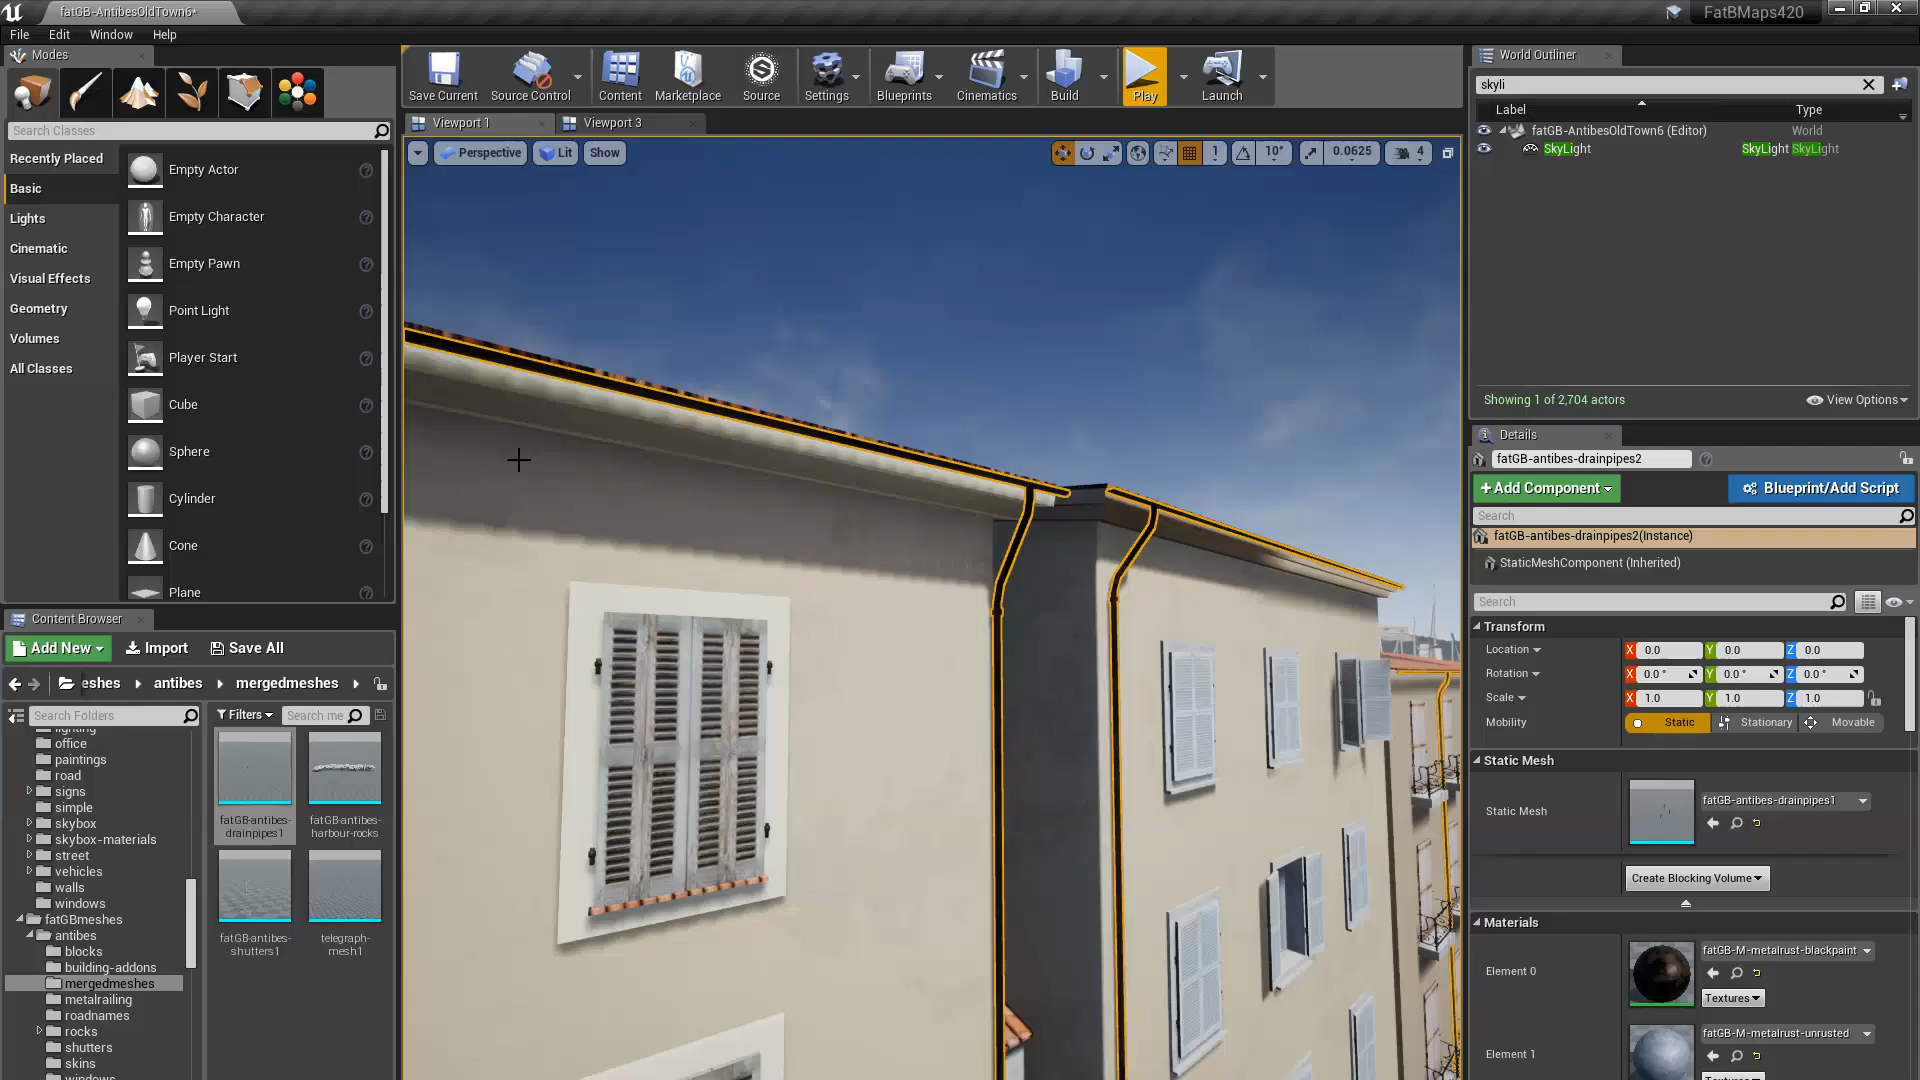 fatGB-AntibesOldTown6*
FatBMaps420
File Edit Window Help
Modes
Search Classes
Recently Placed
Basic
Lights
Cinematic
Visual Effects
Geometry
Volumes
All Classes
Empty Actor
Empty Character
Empty Pawn
Point Light
Player Start
Cube
Sphere
Cylinder
Cone
Plane
Save Current
Source Control
Content
Marketplace
Source
Settings
Blueprints
Cinematics
Build
Play
Launch
Viewport 1
Viewport 3
Perspective
Lit
Show
1
10°
0.0625
4
World Outliner
skyli
Label
Type
fatGB-AntibesOldTown6 (Editor)
World
SkyLight
SkyLight SkyLight
Showing 1 of 2,704 actors
View Options
Details
fatGB-antibes-drainpipes2
+Add Component
Blueprint/Add Script
Search
fatGB-antibes-drainpipes2(Instance)
StaticMeshComponent (Inherited)
Search
Transform
Location
X 0.0 Y 0.0 Z 0.0
Rotation
X 0.0 ° Y 0.0 ° Z 0.0 °
Scale
X 1.0 Y 1.0 Z 1.0
Mobility
Static
Stationary
Movable
Static Mesh
Static Mesh
fatGB-antibes-drainpipes1
Create Blocking Volume
Materials
Element 0
fatGB-M-metalrust-blackpaint
Textures
Element 1
fatGB-M-metalrust-unrusted
Content Browser
Add New
Import
Save All
eshes
antibes
mergedmeshes
Search Folders
Filters
Search me
lighting
office
paintings
road
signs
simple
skybox
skybox-materials
street
vehicles
walls
windows
fatGBmeshes
antibes
blocks
building-addons
mergedmeshes
metalrailing
roadnames
rocks
shutters
skins
windows
fatGB-antibes-
drainpipes1
fatGB-antibes-
harbour-rocks
fatGB-antibes-
shutters1
telegraph-
mesh1